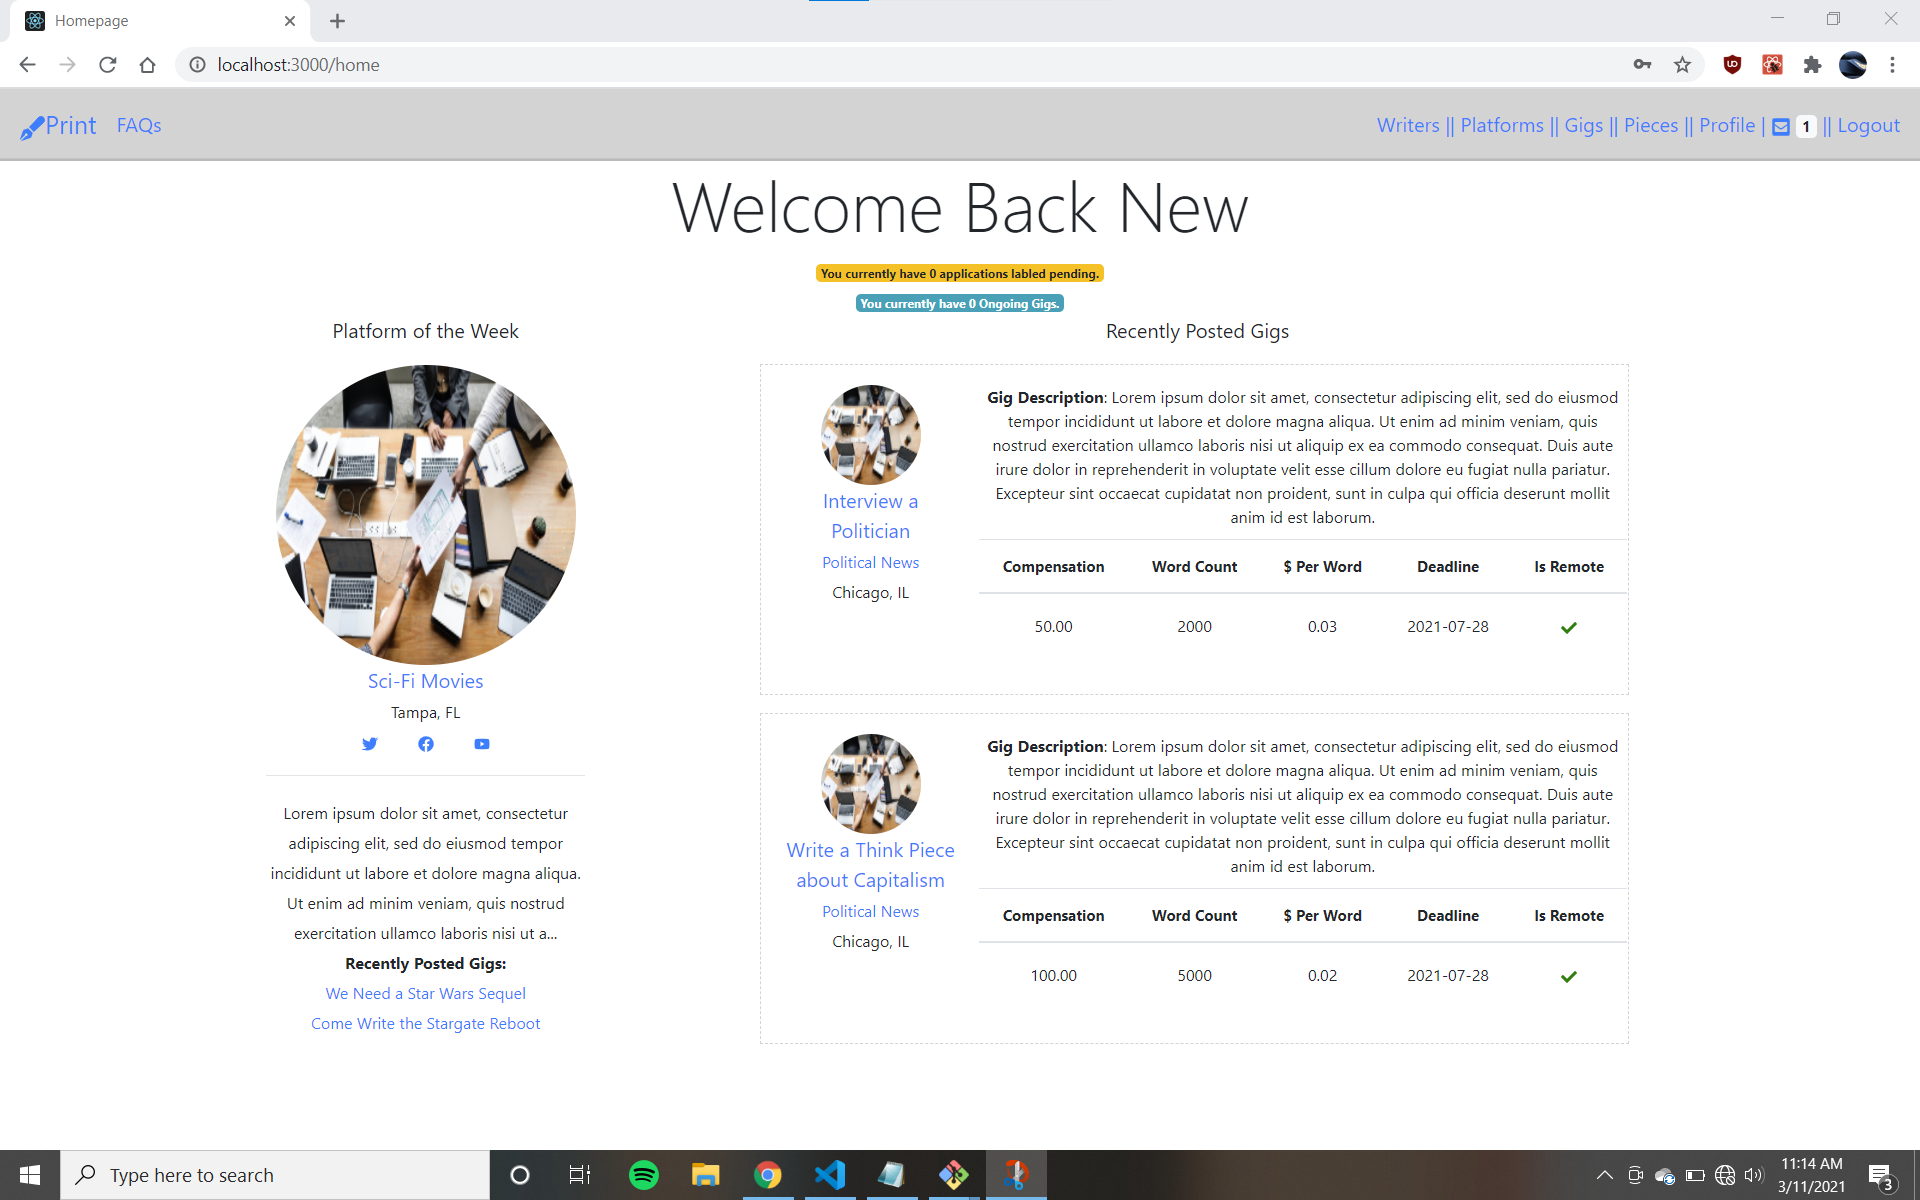 Homepage
localhost:3000/home
Print FAQs
Writers || Platforms || Gigs || Pieces || Profile | 1 || Logout
Welcome Back New
You currently have 0 applications labled pending.
You currently have 0 Ongoing Gigs.
Platform of the Week
Sci-Fi Movies
Tampa, FL
Lorem ipsum dolor sit amet, consectetur
adipiscing elit, sed do eiusmod tempor
incididunt ut labore et dolore magna aliqua.
Ut enim ad minim veniam, quis nostrud
exercitation ullamco laboris nisi ut a...
Recently Posted Gigs:
We Need a Star Wars Sequel
Come Write the Stargate Reboot
Recently Posted Gigs
Interview a
Politician
Political News
Chicago, IL
Gig Description: Lorem ipsum dolor sit amet, consectetur adipiscing elit, sed do eiusmod
tempor incididunt ut labore et dolore magna aliqua. Ut enim ad minim veniam, quis
nostrud exercitation ullamco laboris nisi ut aliquip ex ea commodo consequat. Duis aute
irure dolor in reprehenderit in voluptate velit esse cillum dolore eu fugiat nulla pariatur.
Excepteur sint occaecat cupidatat non proident, sunt in culpa qui officia deserunt mollit
anim id est laborum.
Compensation Word Count $ Per Word Deadline Is Remote
50.00 2000 0.03 2021-07-28
Write a Think Piece
about Capitalism
Political News
Chicago, IL
Gig Description: Lorem ipsum dolor sit amet, consectetur adipiscing elit, sed do eiusmod
tempor incididunt ut labore et dolore magna aliqua. Ut enim ad minim veniam, quis
nostrud exercitation ullamco laboris nisi ut aliquip ex ea commodo consequat. Duis aute
irure dolor in reprehenderit in voluptate velit esse cillum dolore eu fugiat nulla pariatur.
Excepteur sint occaecat cupidatat non proident, sunt in culpa qui officia deserunt mollit
anim id est laborum.
Compensation Word Count $ Per Word Deadline Is Remote
100.00 5000 0.02 2021-07-28
Type here to search
11:14 AM
3/11/2021
3